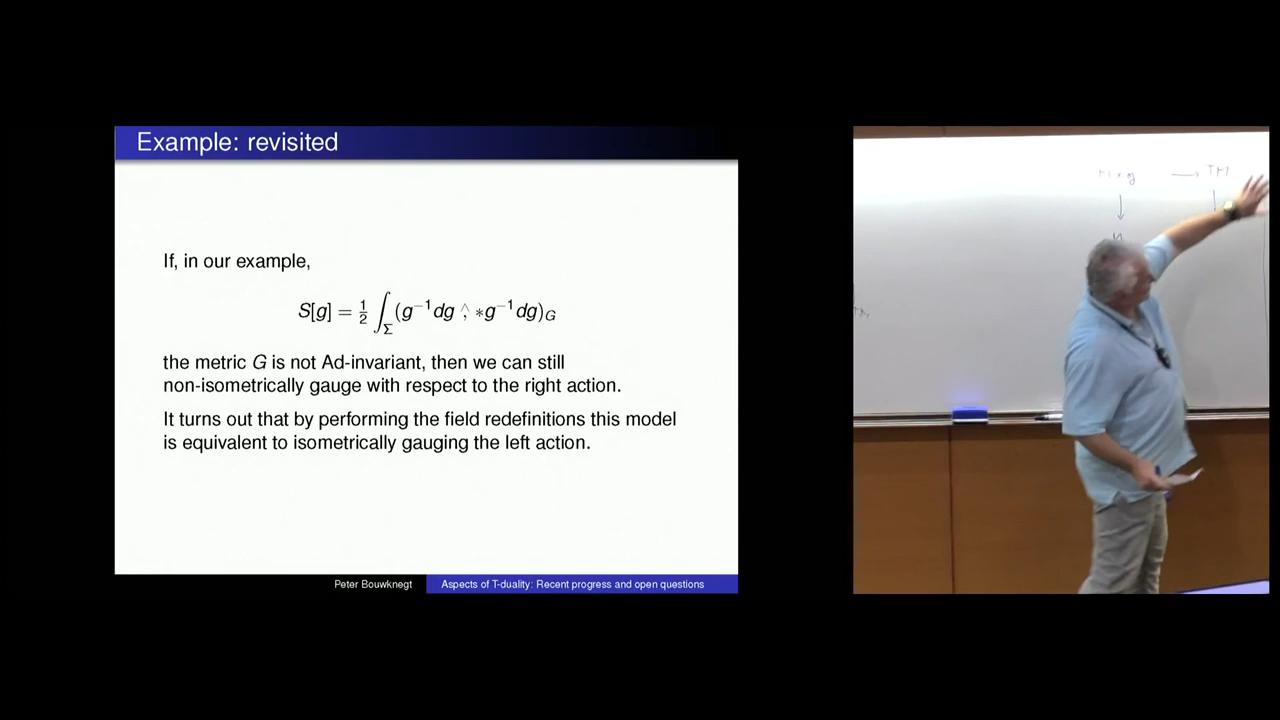 Example: revisited
If, in our example,
S[g] = ½ ∫_Σ (g⁻¹dg ∧, *g⁻¹dg)_G
the metric G is not Ad-invariant, then we can still
non-isometrically gauge with respect to the right action.
It turns out that by performing the field redefinitions this model
is equivalent to isometrically gauging the left action.
Peter Bouwknegt Aspects of T-duality: Recent progress and open questions
→ TM